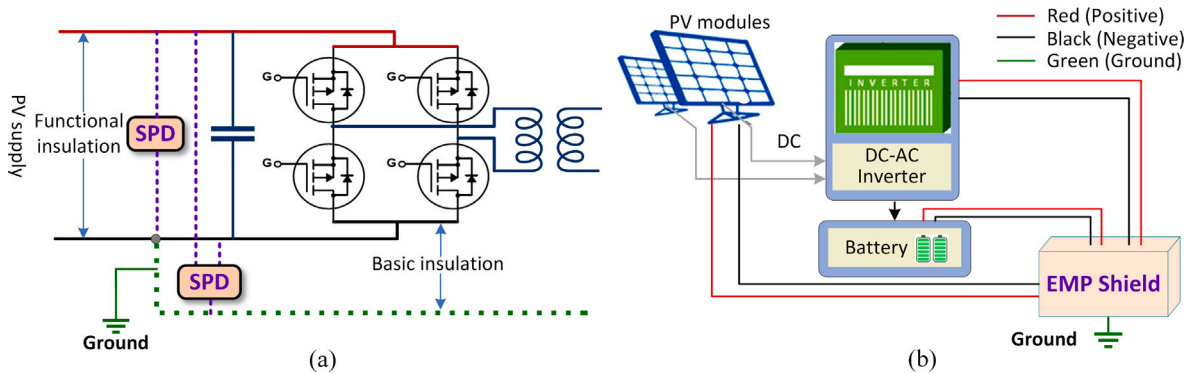 PV supply
Functional
insulation
SPD
SPD
G
G
G
G
Basic insulation
Ground
(a)
PV modules
Red (Positive)
Black (Negative)
Green (Ground)
INVERTER
DC
DC-AC
Inverter
Battery
EMP Shield
Ground
(b)